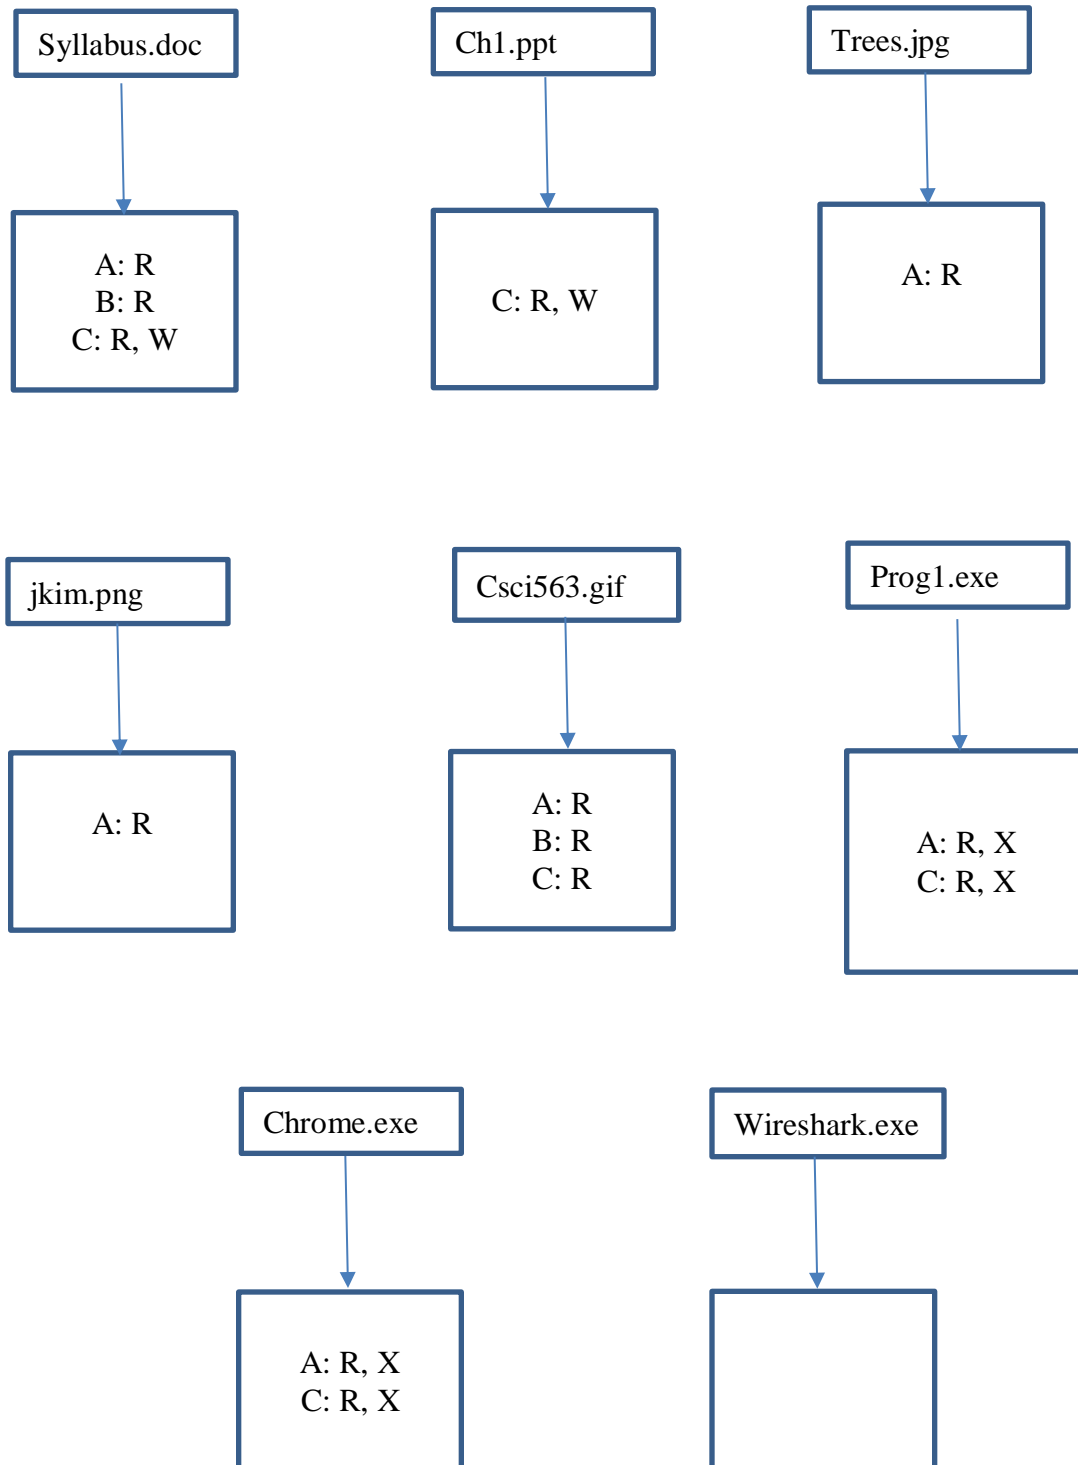 Syllabus.doc
Ch1.ppt
Trees.jpg
A: R
B: R
C: R, W
C: R, W
A: R
jkim.png
Csci563.gif
Prog1.exe
A: R
A: R
B: R
C: R
A: R, X
C: R, X
Chrome.exe
Wireshark.exe
A: R, X
C: R, X